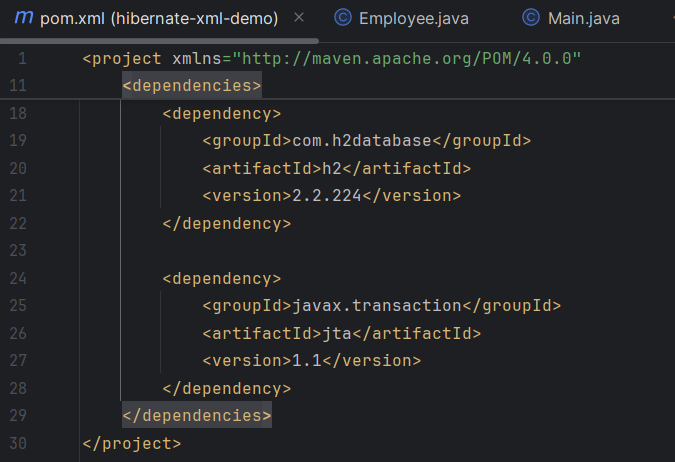 m pom.xml (hibernate-xml-demo) × © Employee.java © Main.java
1 <project xmlns="http://maven.apache.org/POM/4.0.0"
11 <dependencies>
18 <dependency>
19 <groupId>com.h2database</groupId>
20 <artifactId>h2</artifactId>
21 <version>2.2.224</version>
22 </dependency>
23
24 <dependency>
25 <groupId>javax.transaction</groupId>
26 <artifactId>jta</artifactId>
27 <version>1.1</version>
28 </dependency>
29 </dependencies>
30 </project>